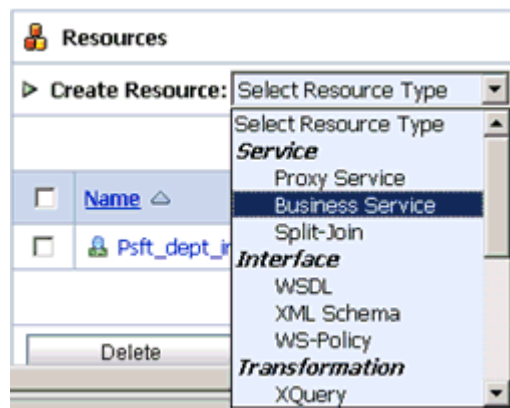 Resources
Create Resource: Select Resource Type
Select Resource Type
Service
Proxy Service
Business Service
Split-Join
Interface
WSDL
XML Schema
WS-Policy
Transformation
XQuery
Name
Psft_dept_i
Delete